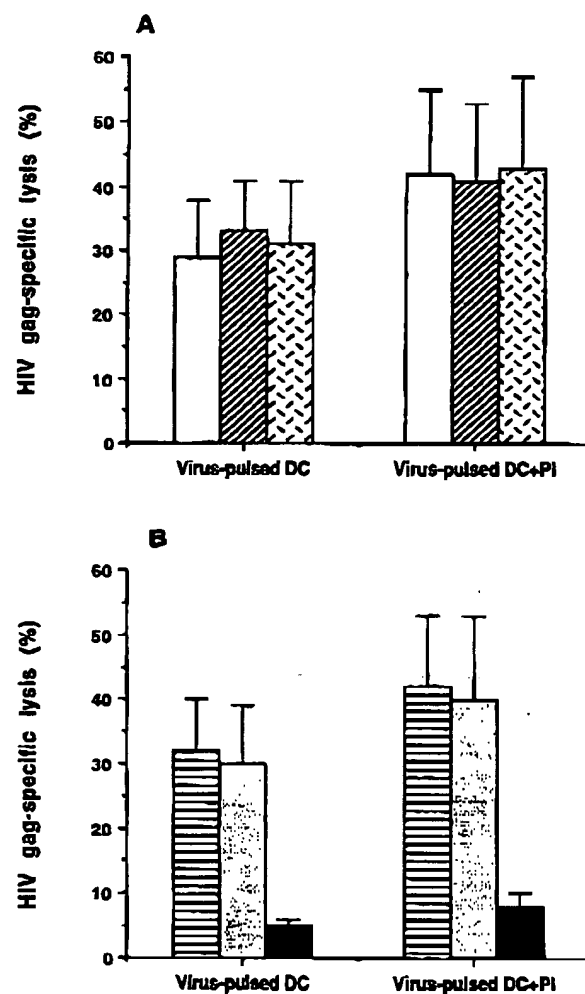 A
HIV gag-specific lysis (%)
60
50
40
30
20
10
0
Virus-pulsed DC
Virus-pulsed DC+PI
B
HIV gag-specific lysis (%)
60
50
40
30
20
10
0
Virus-pulsed DC
Virus-pulsed DC+PI